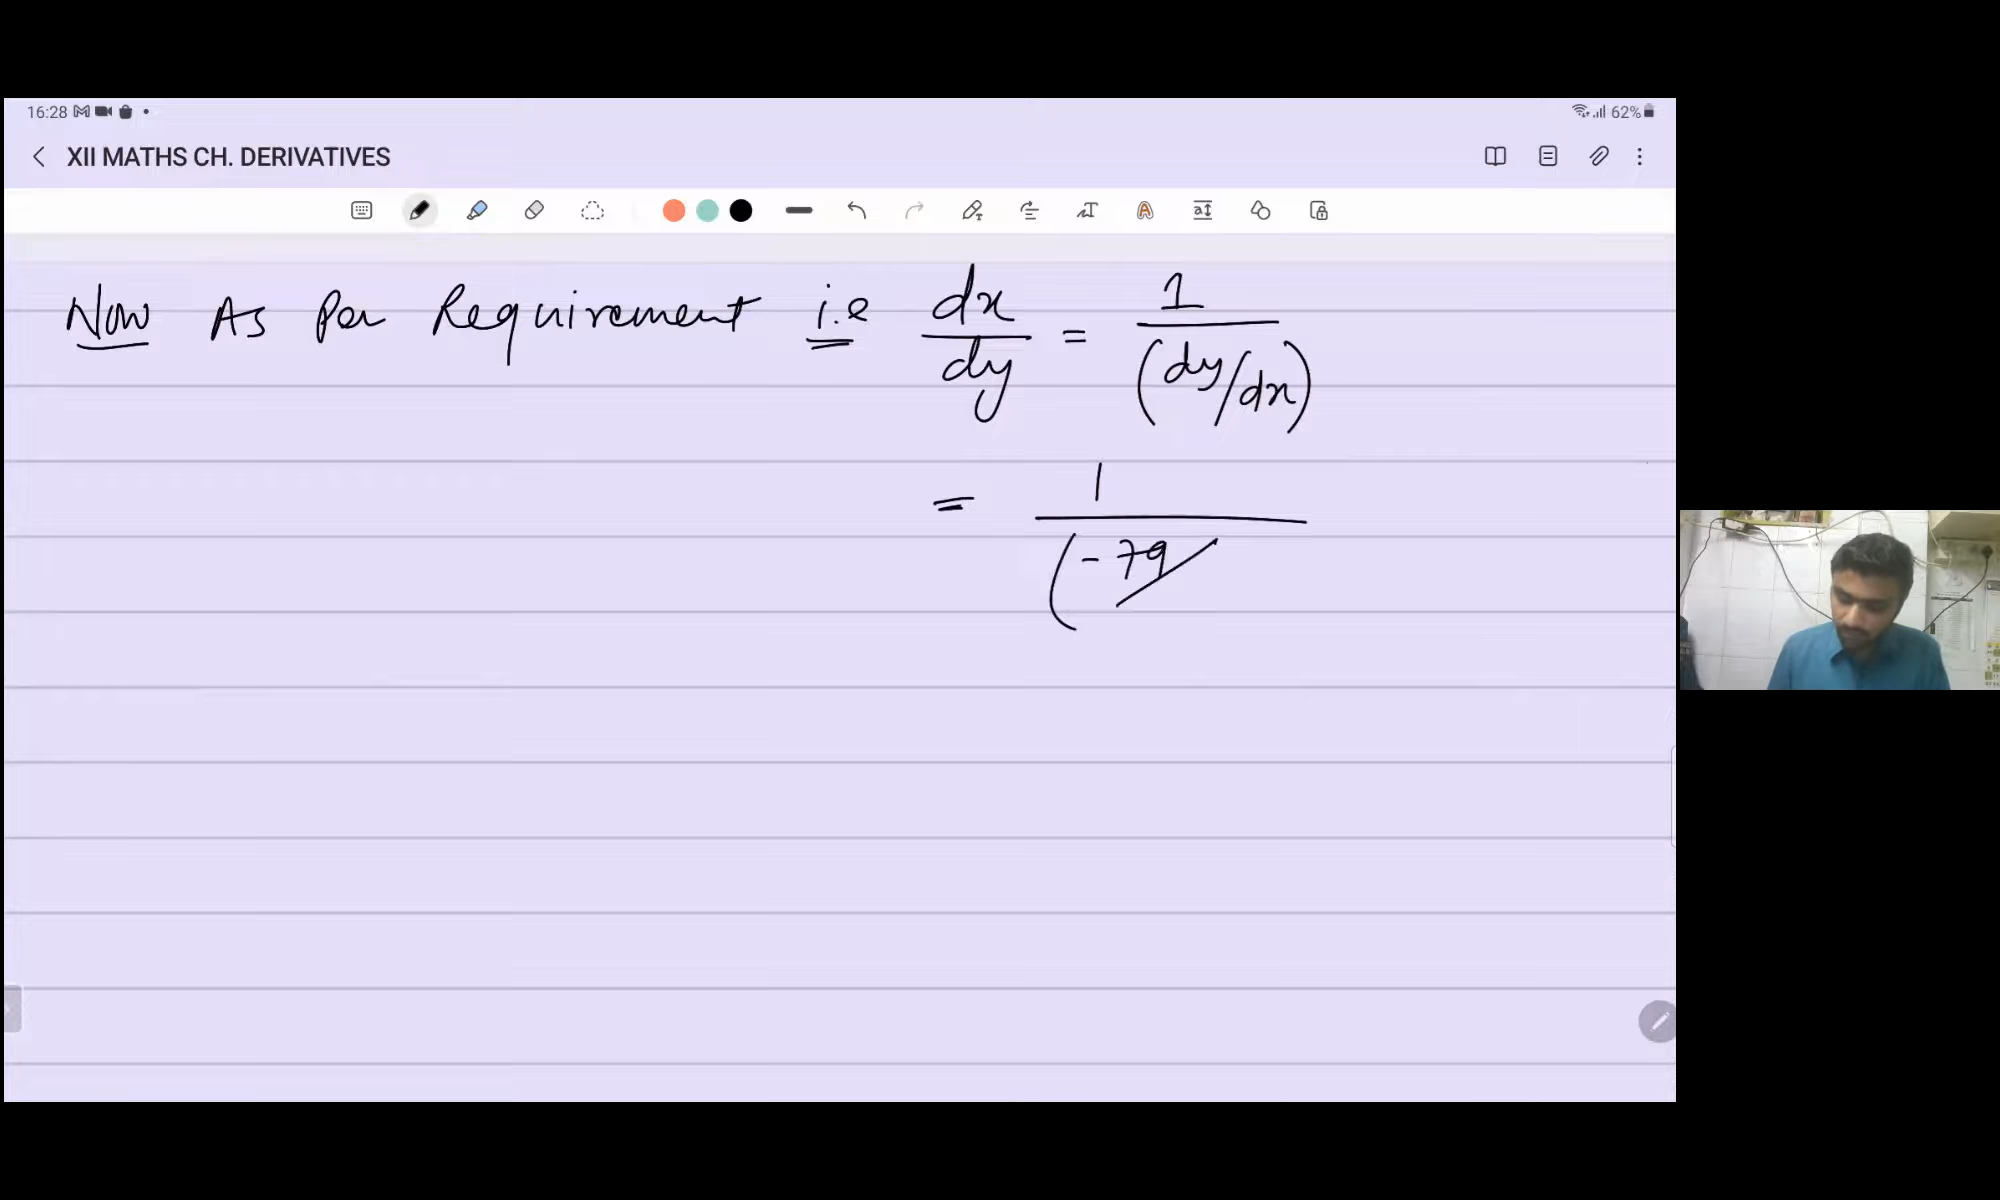 16:28
62%
XII MATHS CH. DERIVATIVES
Now As Per Requirement i.e dx/dy = 1/(dy/dx)
= 1/(-79/